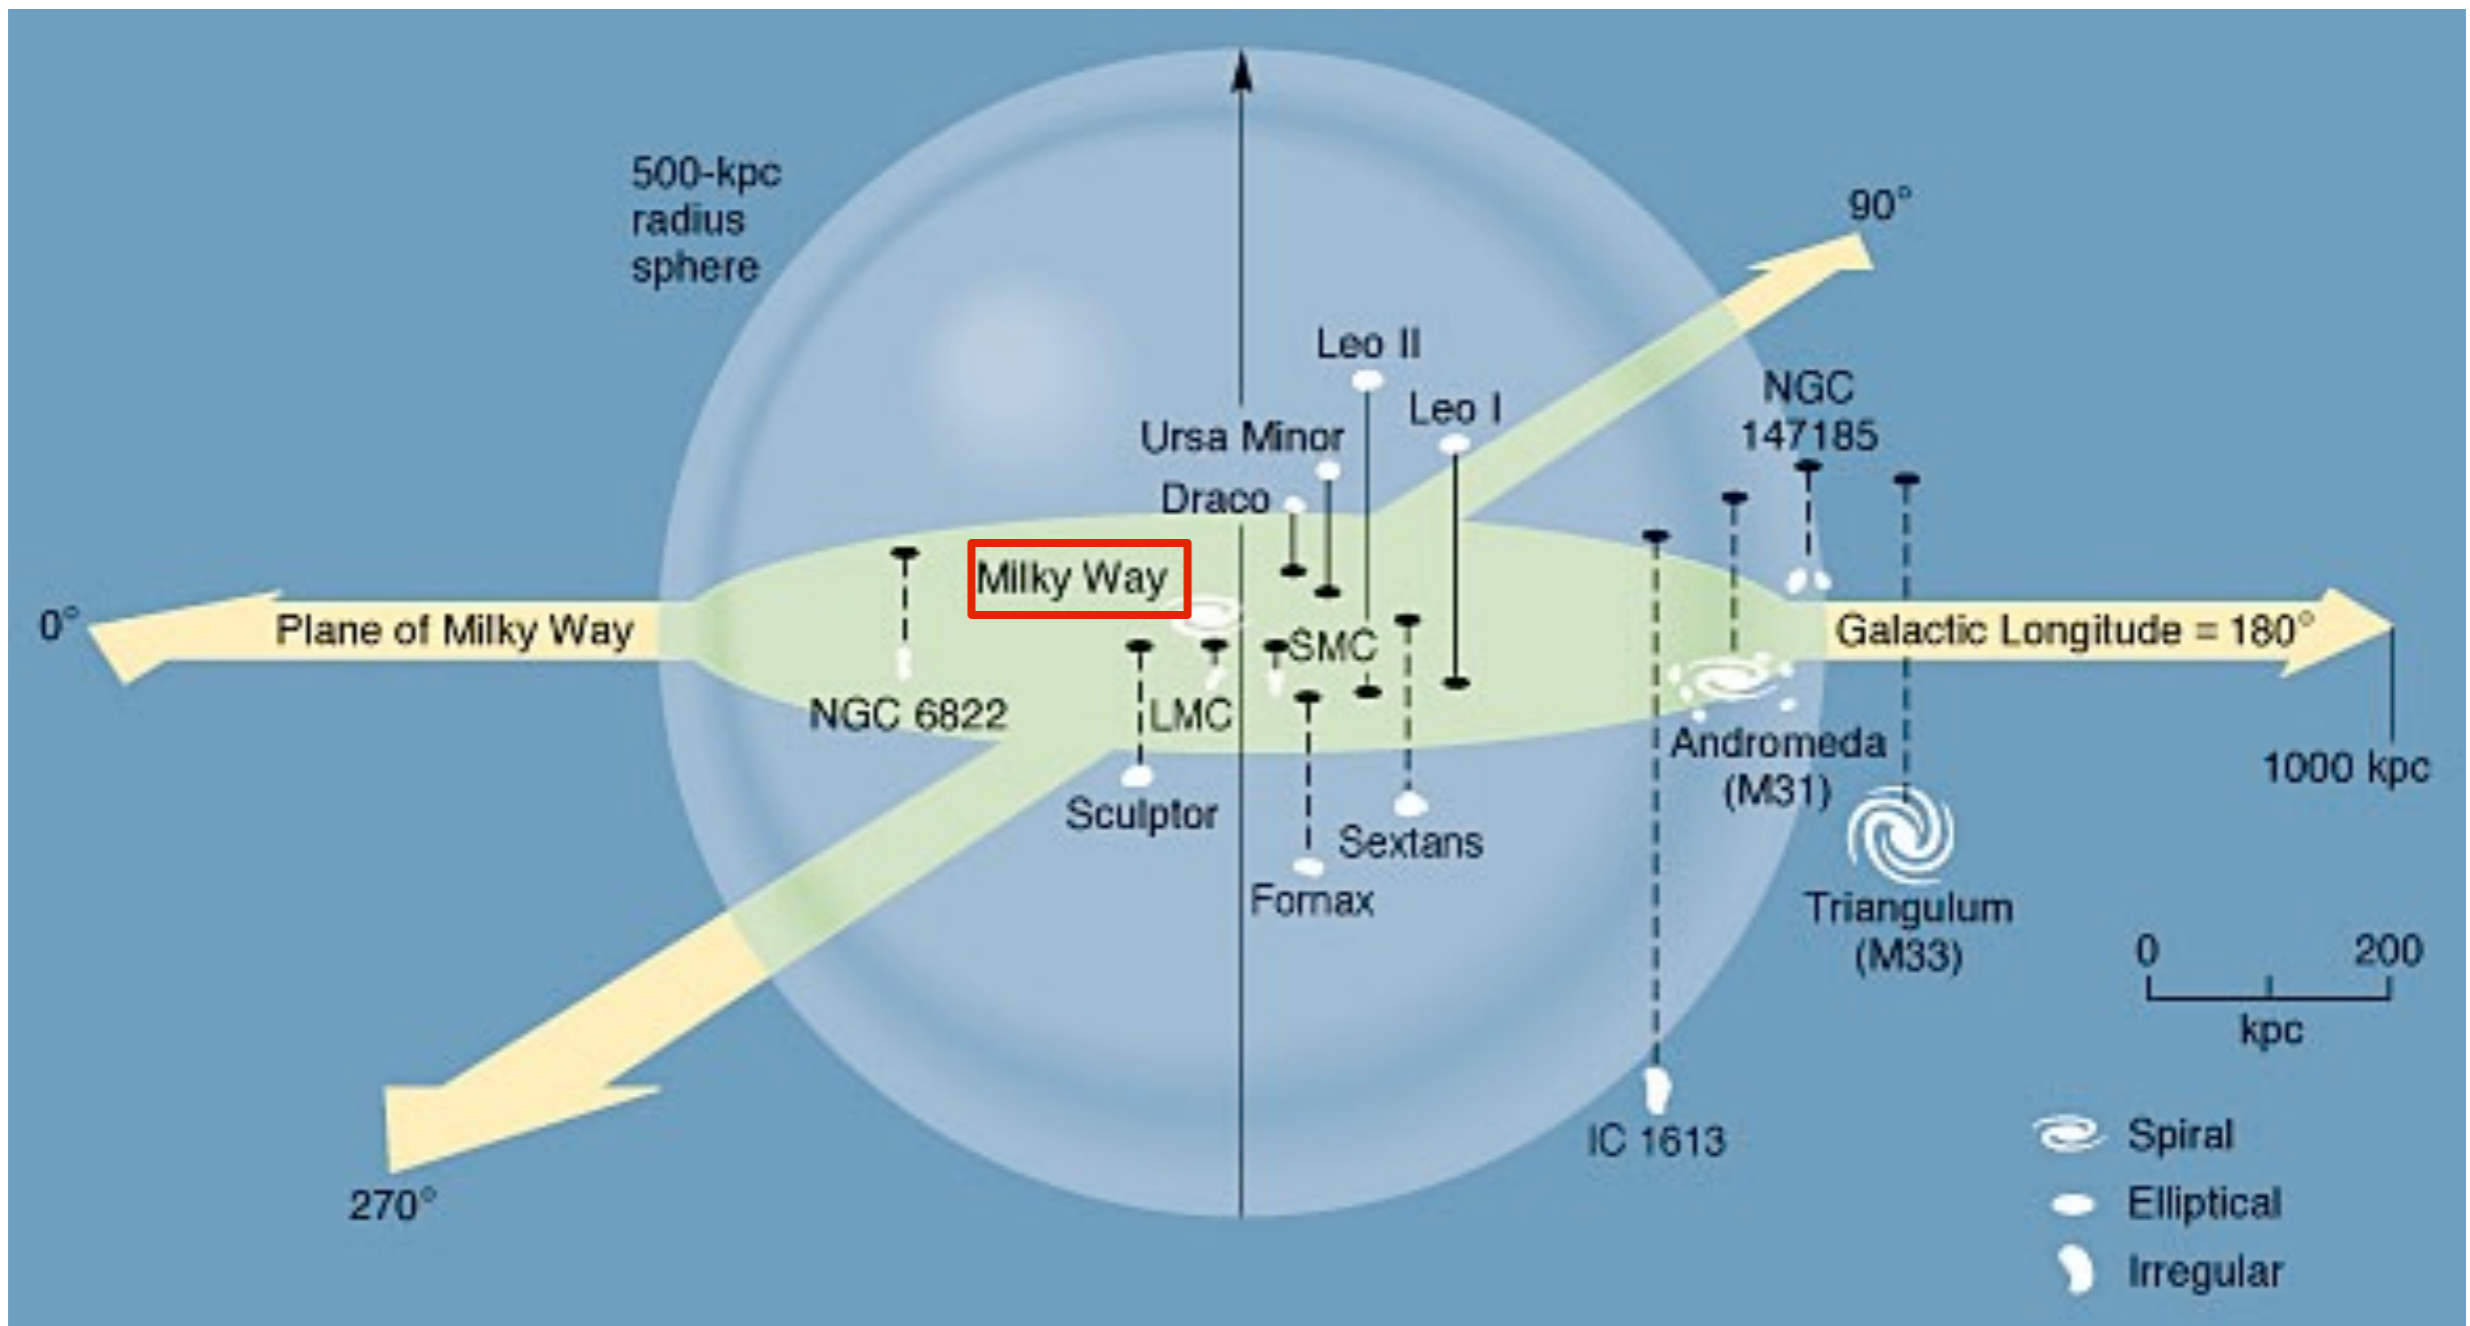 500-kpc
radius
sphere
90°
Leo II
NGC
147185
Leo I
Ursa Minor
Draco
Milky Way
0°
Plane of Milky Way
SMC
Galactic Longitude = 180°
NGC 6822
LMC
Andromeda
(M31)
1000 kpc
Sculptor
Sextans
Fornax
Triangulum
(M33)
0 200
kpc
IC 1613
270°
Spiral
Elliptical
Irregular